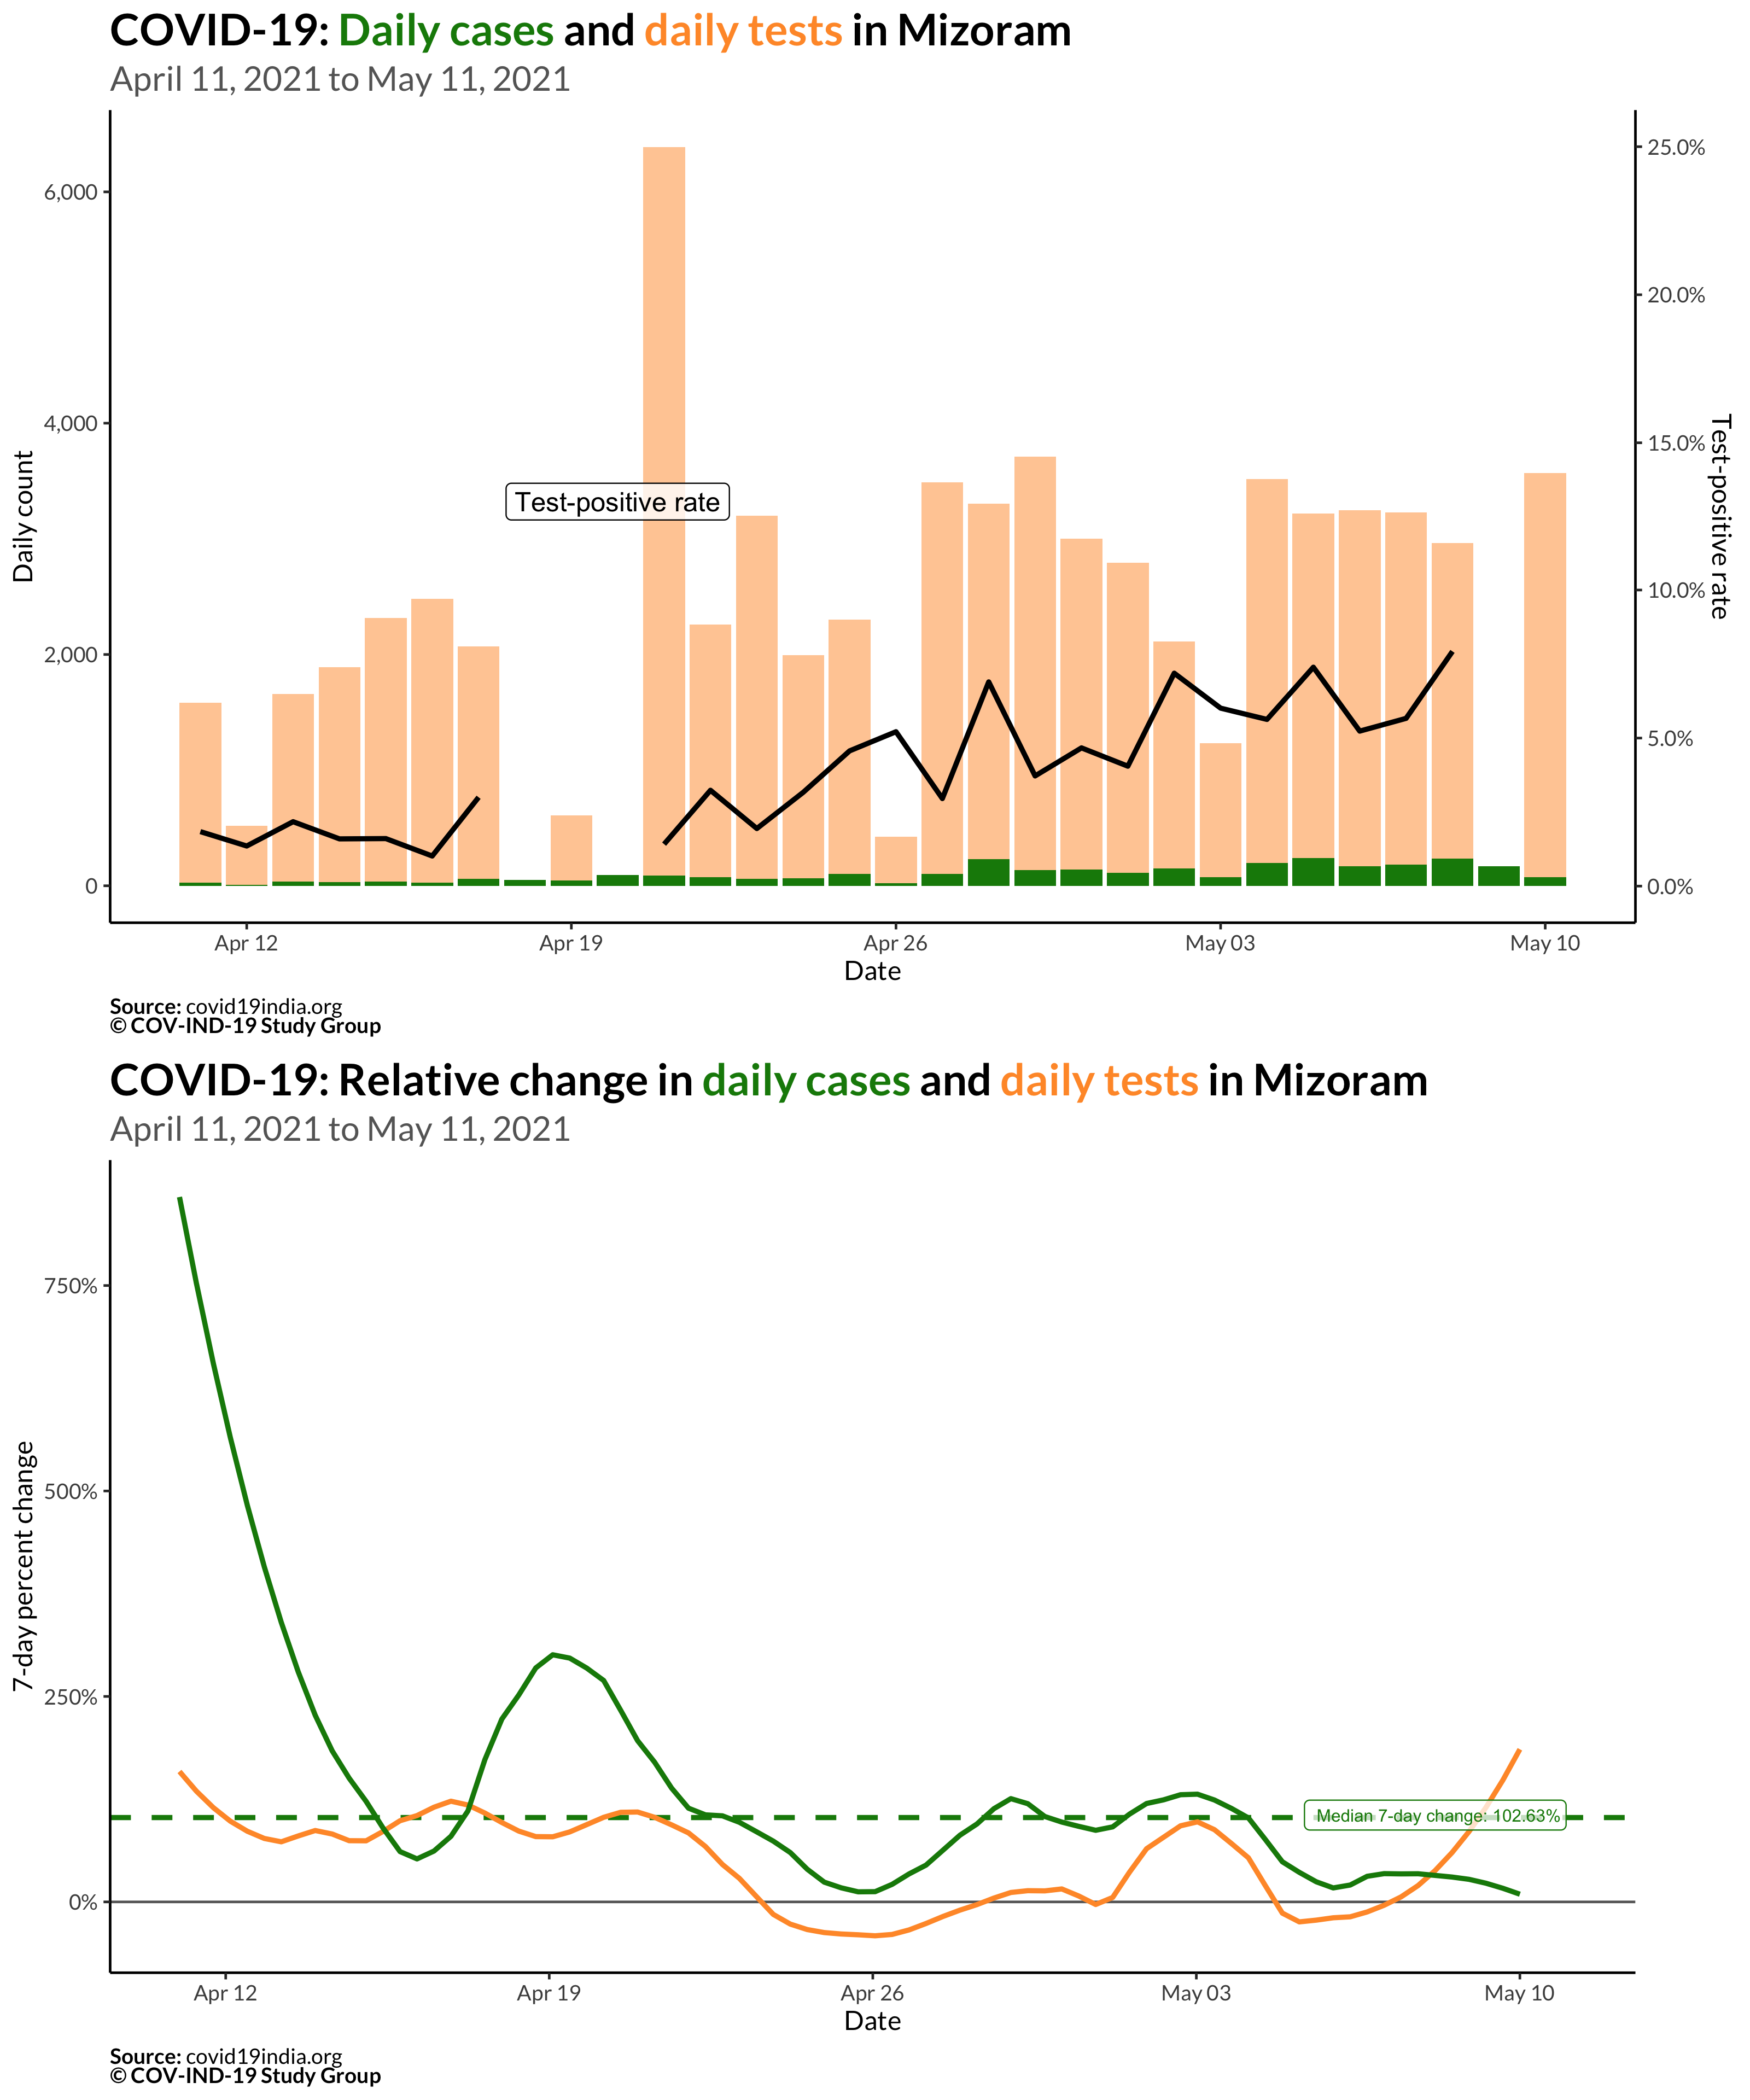 COVID-19: Daily cases and daily tests in Mizoram
April 11, 2021 to May 11, 2021
Daily count
6,000
4,000
2,000
0
25.0%
20.0%
15.0%
10.0%
5.0%
0.0%
Test-positive rate
Test-positive rate
Apr 12
Apr 19
Apr 26
May 03
May 10
Date
Source: covid19india.org
© COV-IND-19 Study Group
COVID-19: Relative change in daily cases and daily tests in Mizoram
April 11, 2021 to May 11, 2021
7-day percent change
750%
500%
250%
0%
Median 7-day change: 102.63%
Apr 12
Apr 19
Apr 26
May 03
May 10
Date
Source: covid19india.org
© COV-IND-19 Study Group